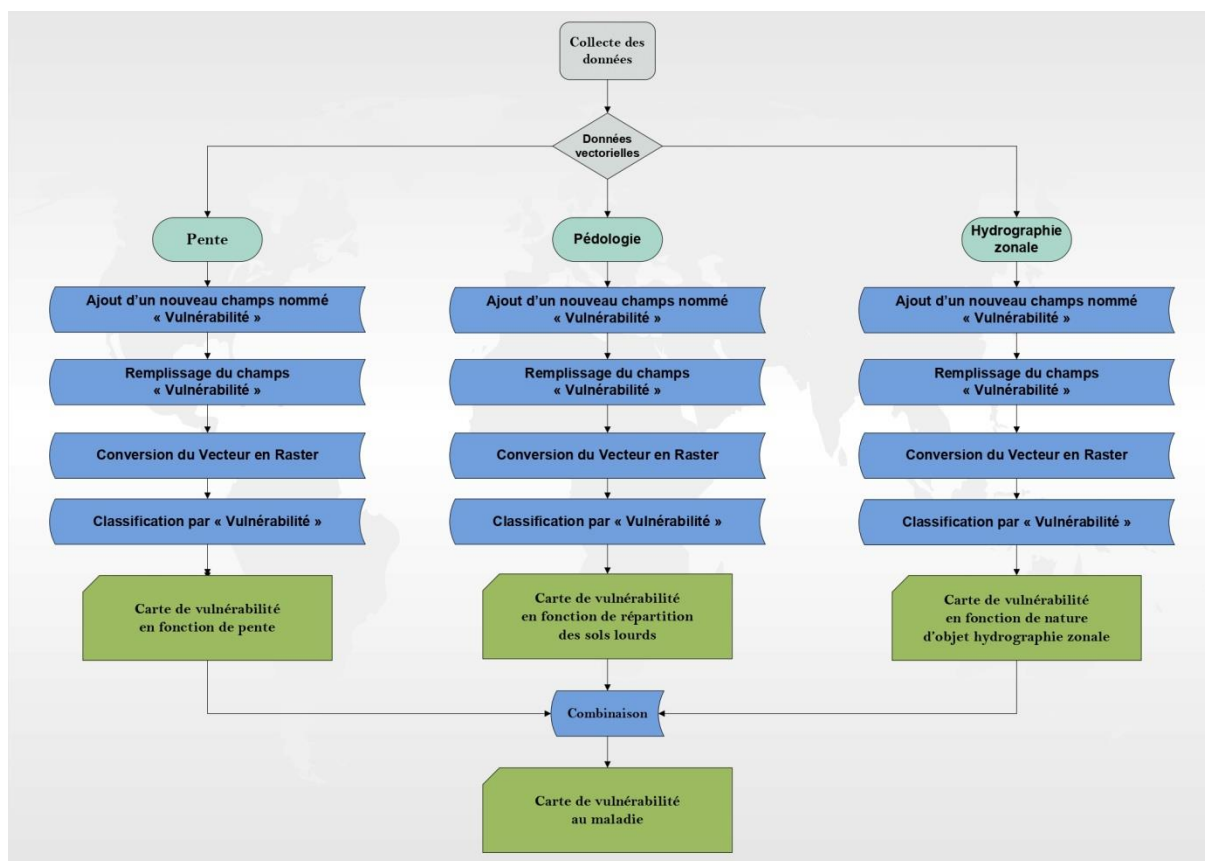 Collecte des
données
Données
vectorielles
Pente
Pédologie
Hydrographie
zonale
Ajout d'un nouveau champs nommé
« Vulnérabilité »
Ajout d'un nouveau champs nommé
« Vulnérabilité »
Ajout d'un nouveau champs nommé
« Vulnérabilité »
Remplissage du champs
« Vulnérabilité »
Remplissage du champs
« Vulnérabilité »
Remplissage du champs
« Vulnérabilité »
Conversion du Vecteur en Raster
Conversion du Vecteur en Raster
Conversion du Vecteur en Raster
Classification par « Vulnérabilité »
Classification par « Vulnérabilité »
Classification par « Vulnérabilité »
Carte de vulnérabilité
en fonction de pente
Carte de vulnérabilité
en fonction de répartition
des sols lourds
Carte de vulnérabilité
en fonction de nature
d'objet hydrographie zonale
Combinaison
Carte de vulnérabilité
au maladie